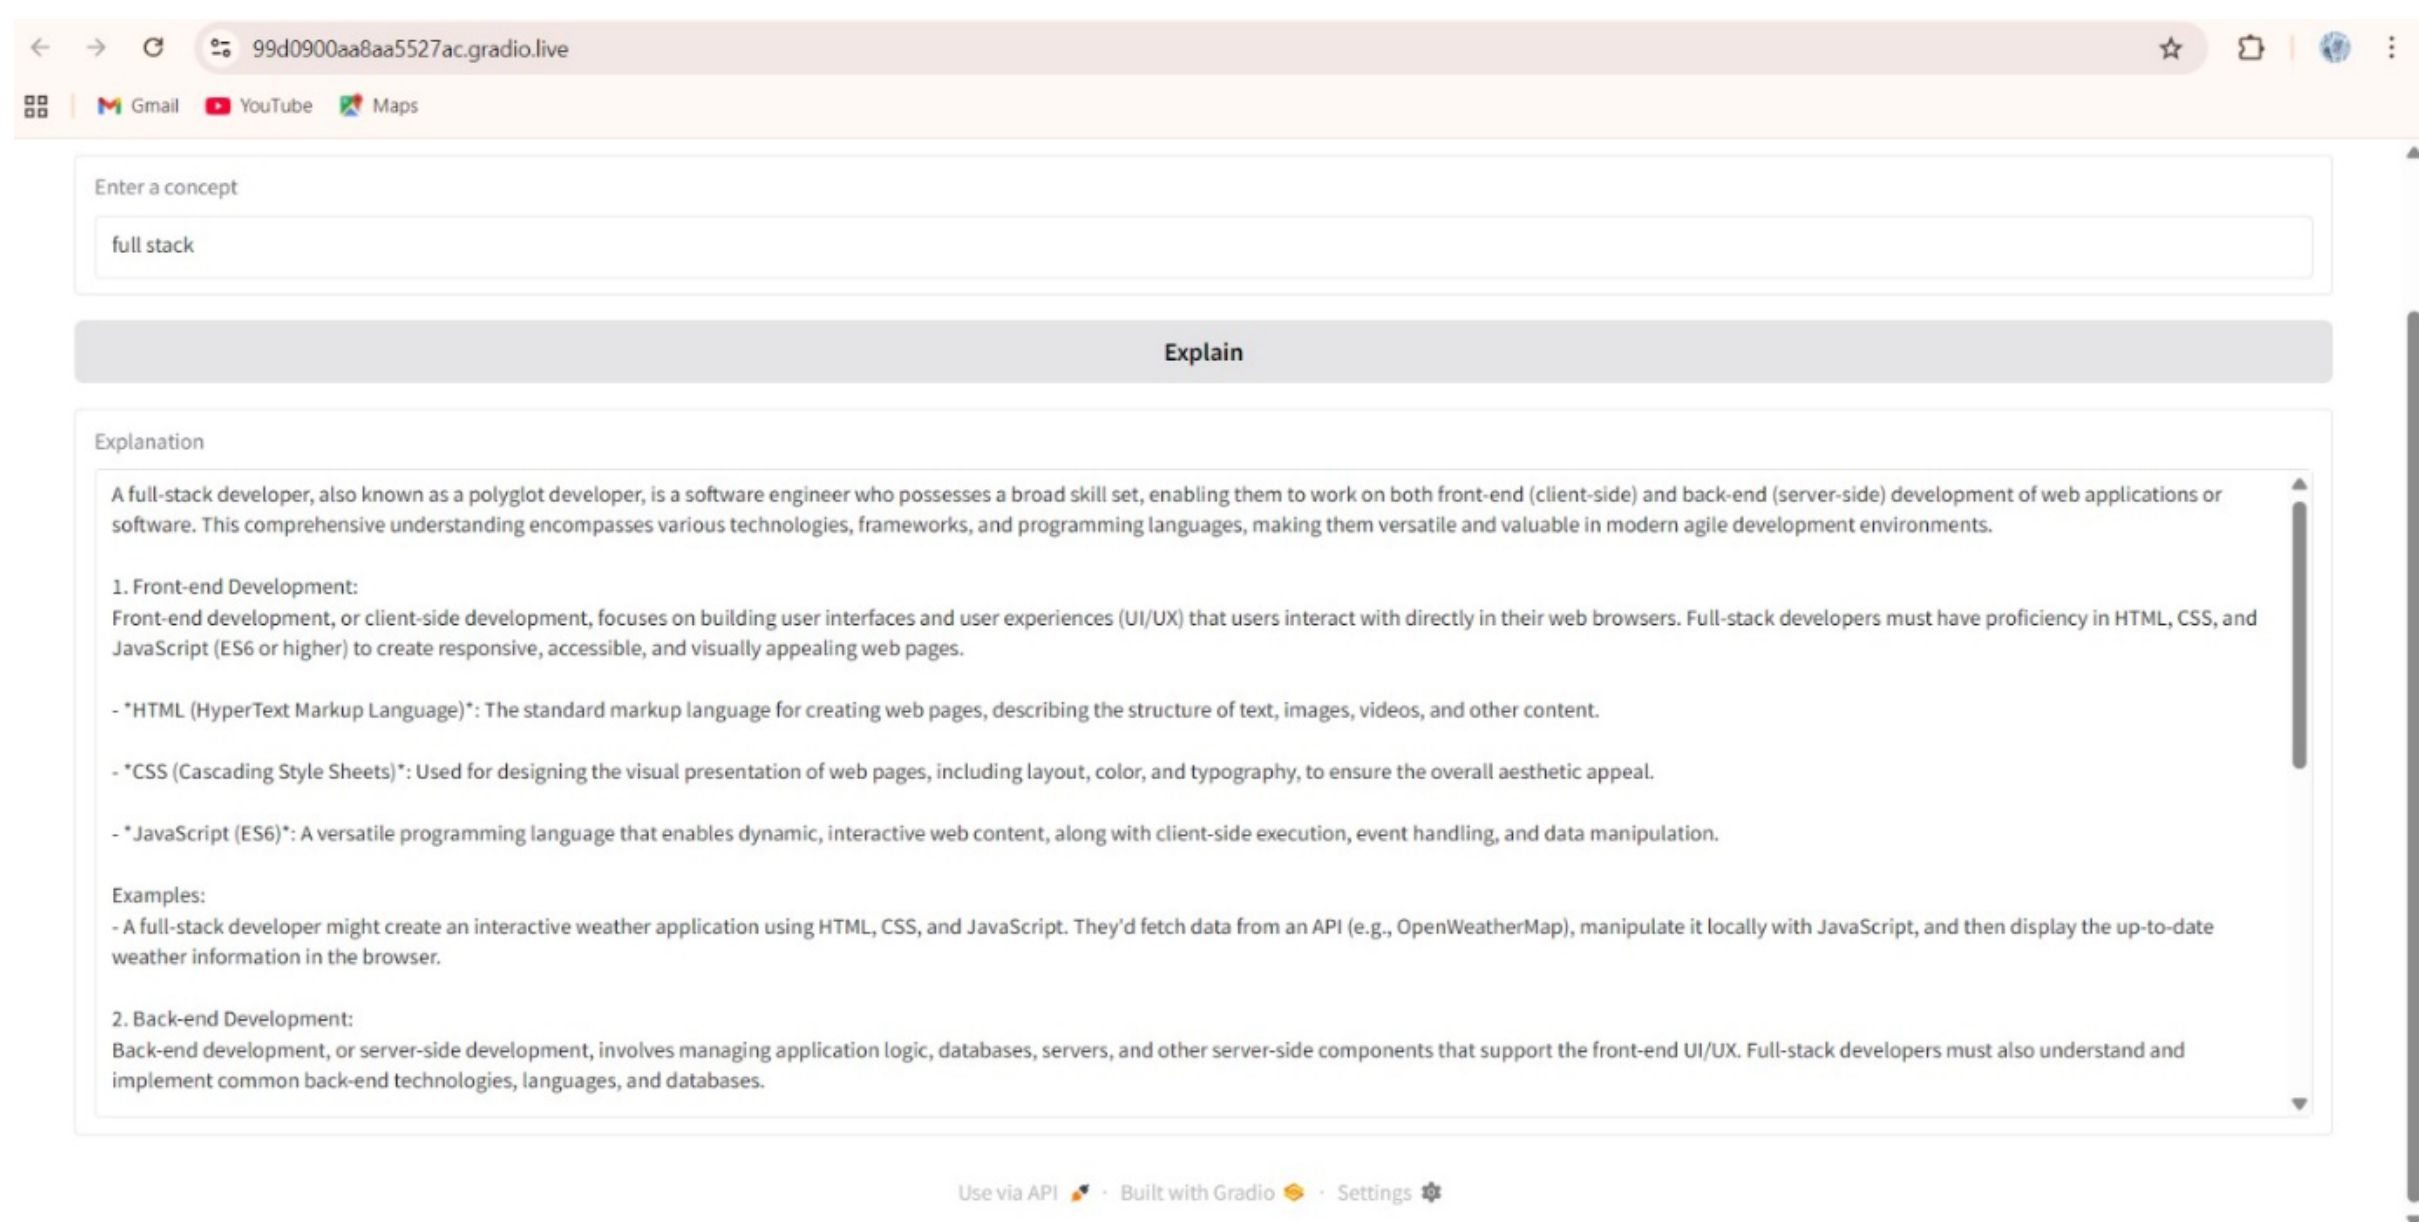 99d0900aa8aa5527ac.gradio.live
Gmail YouTube Maps
Enter a concept
full stack
Explain
Explanation
A full-stack developer, also known as a polyglot developer, is a software engineer who possesses a broad skill set, enabling them to work on both front-end (client-side) and back-end (server-side) development of web applications or
software. This comprehensive understanding encompasses various technologies, frameworks, and programming languages, making them versatile and valuable in modern agile development environments.
1. Front-end Development:
Front-end development, or client-side development, focuses on building user interfaces and user experiences (UI/UX) that users interact with directly in their web browsers. Full-stack developers must have proficiency in HTML, CSS, and
JavaScript (ES6 or higher) to create responsive, accessible, and visually appealing web pages.
- *HTML (HyperText Markup Language)*: The standard markup language for creating web pages, describing the structure of text, images, videos, and other content.
- *CSS (Cascading Style Sheets)*: Used for designing the visual presentation of web pages, including layout, color, and typography, to ensure the overall aesthetic appeal.
- *JavaScript (ES6)*: A versatile programming language that enables dynamic, interactive web content, along with client-side execution, event handling, and data manipulation.
Examples:
- A full-stack developer might create an interactive weather application using HTML, CSS, and JavaScript. They'd fetch data from an API (e.g., OpenWeatherMap), manipulate it locally with JavaScript, and then display the up-to-date
weather information in the browser.
2. Back-end Development:
Back-end development, or server-side development, involves managing application logic, databases, servers, and other server-side components that support the front-end UI/UX. Full-stack developers must also understand and
implement common back-end technologies, languages, and databases.
Use via API · Built with Gradio · Settings